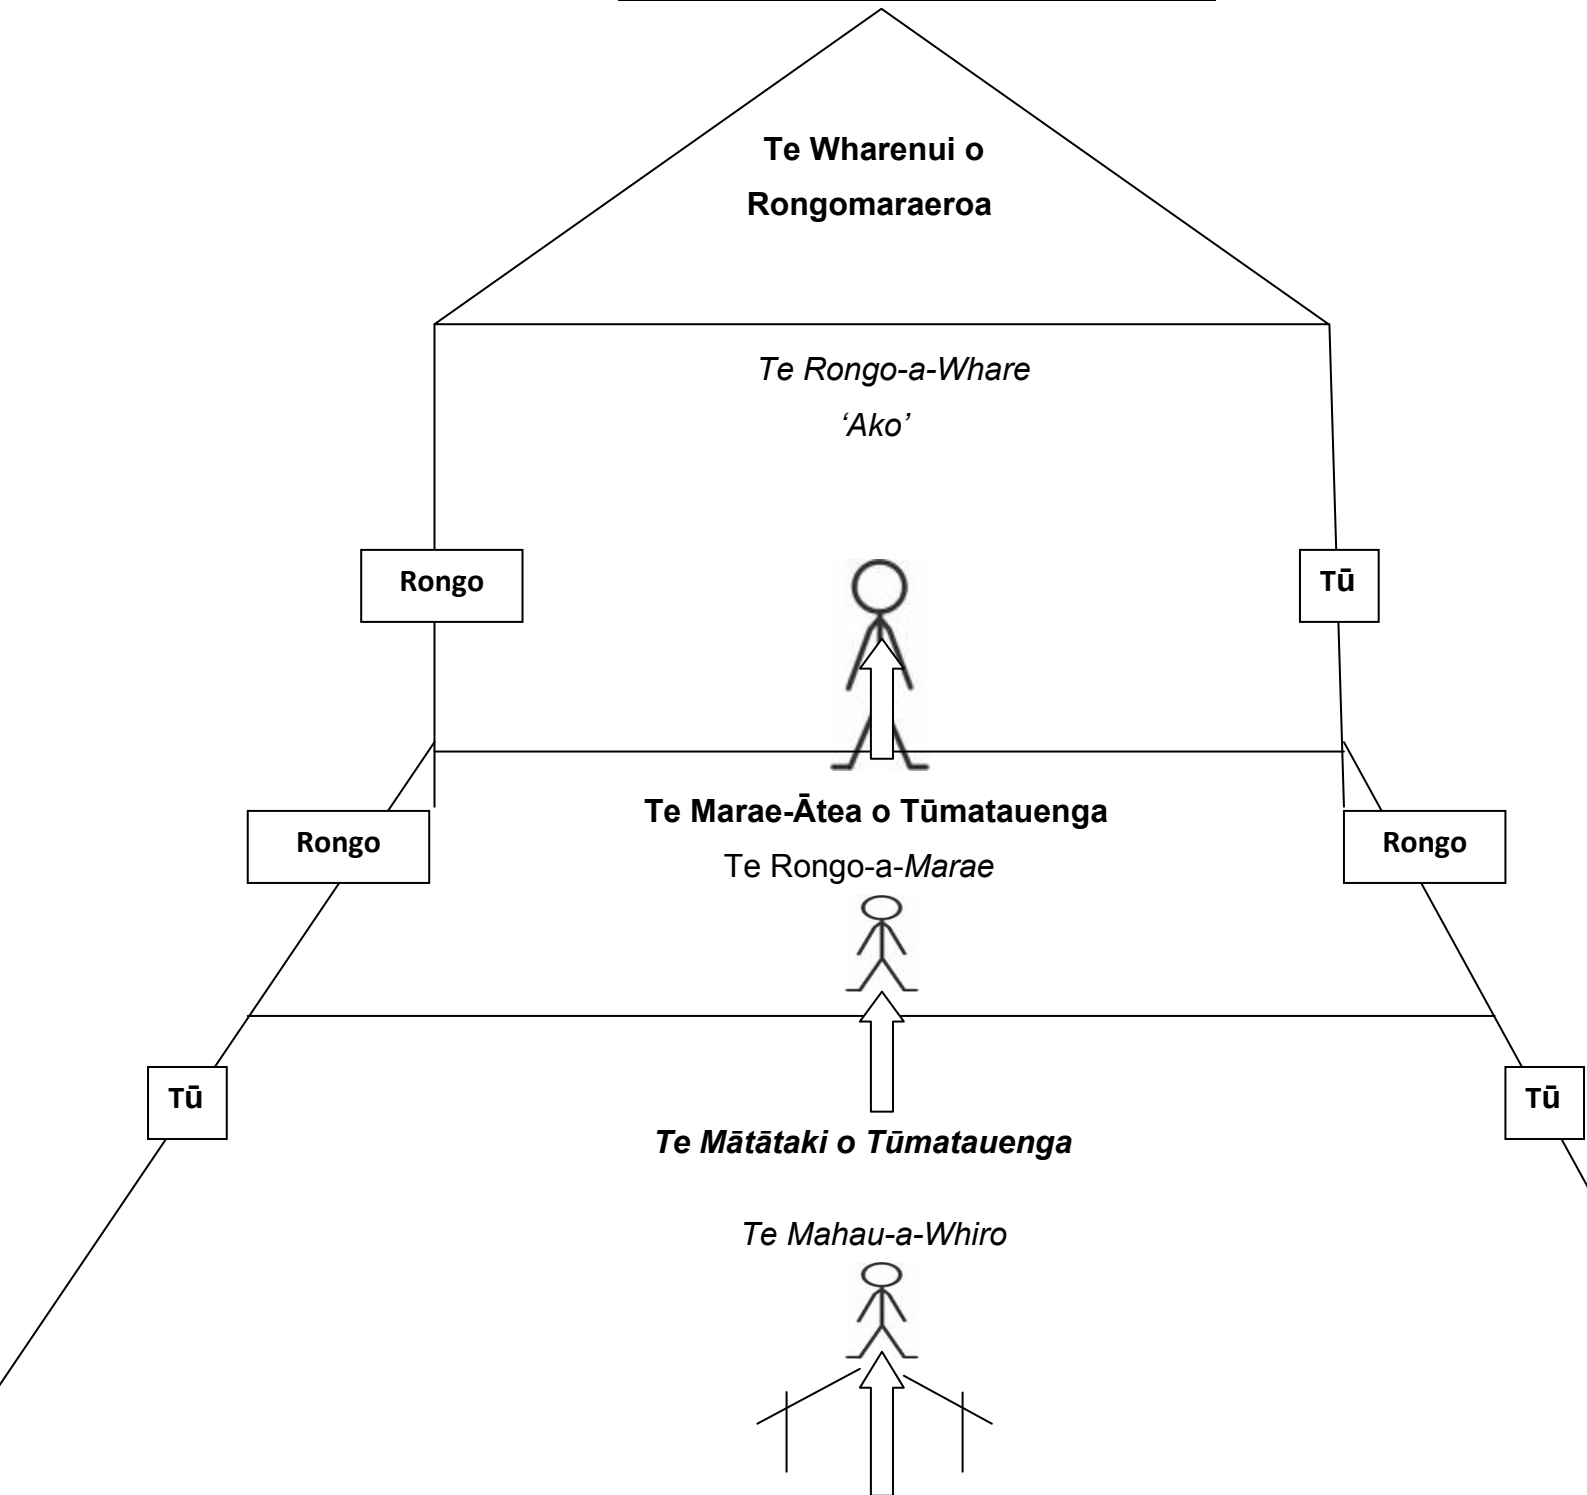 Te Wharenui o
Rongomaraeroa
Te Rongo-a-Whare
‘Ako’
Rongo
Tū
Te Marae-Ātea o Tūmatauenga
Rongo
Rongo
Te Rongo-a-Marae
Tū
Tū
Te Mātātaki o Tūmatauenga
Te Mahau-a-Whiro